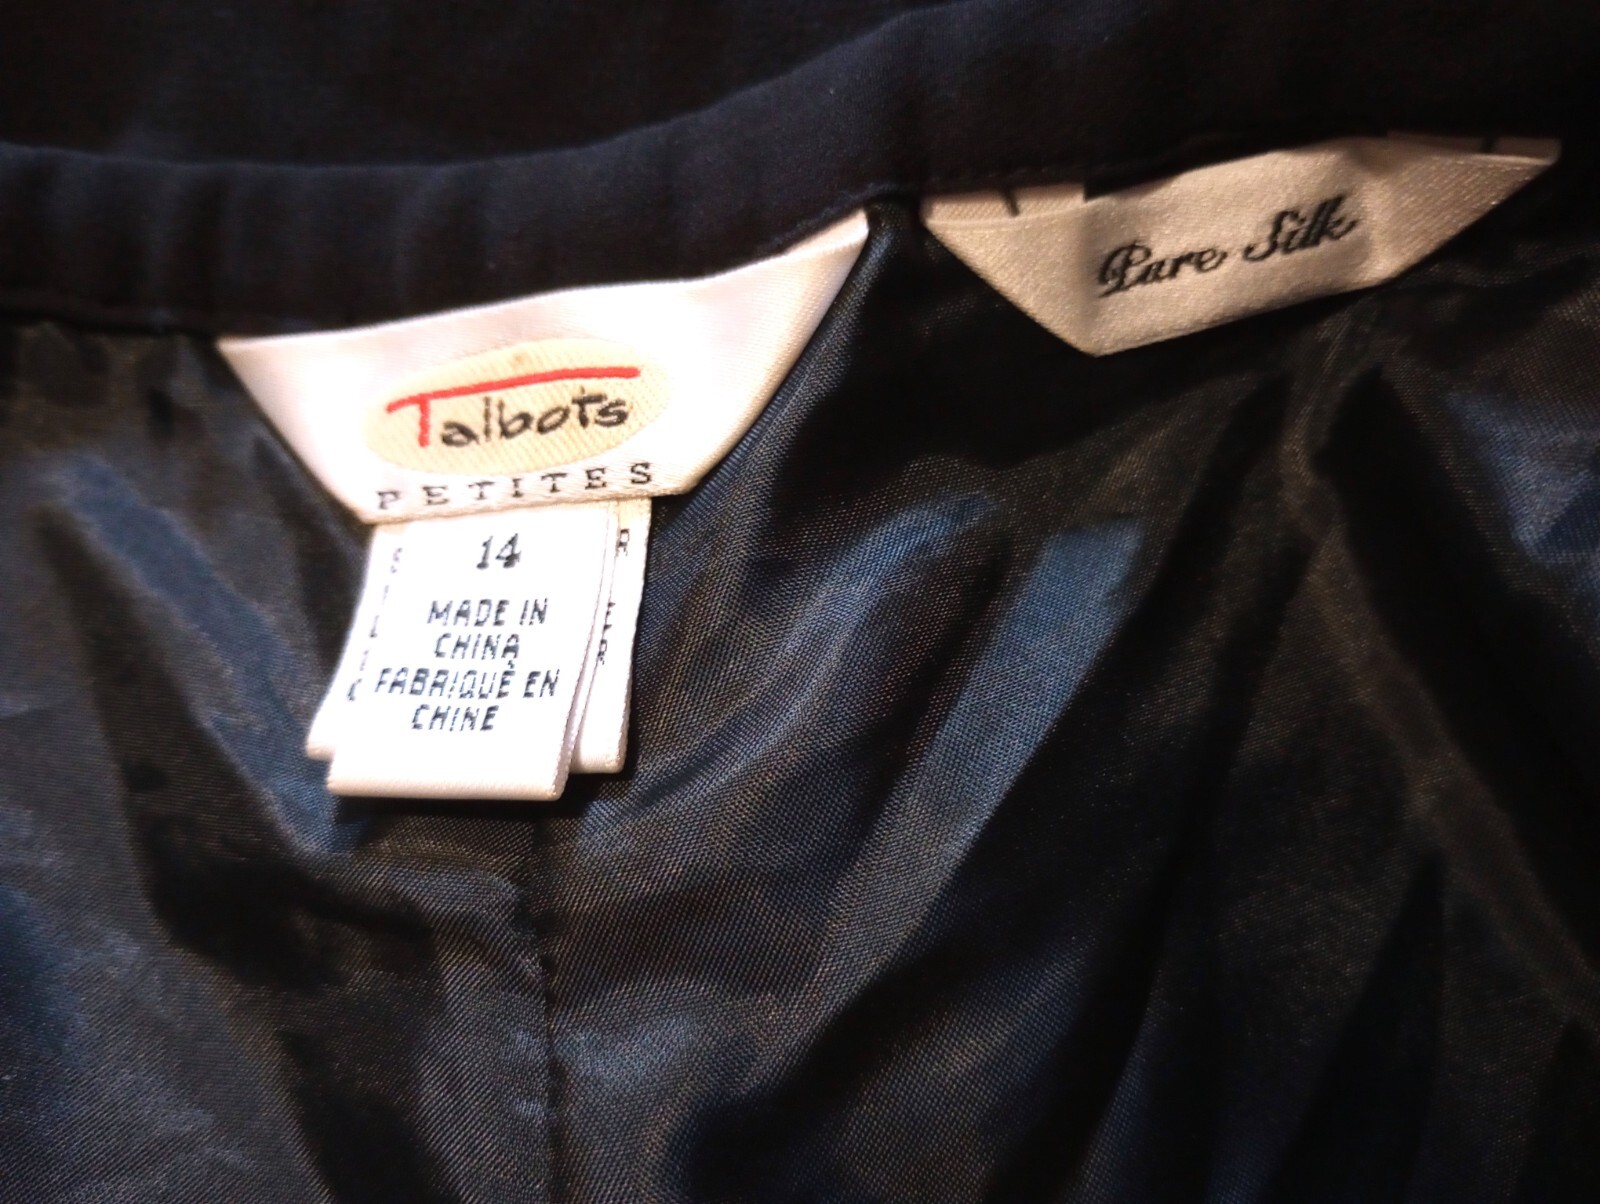 Talbots
PETITES
14
MADE IN
CHINA
FABRIQUÉ EN
CHINE
Pure Silk